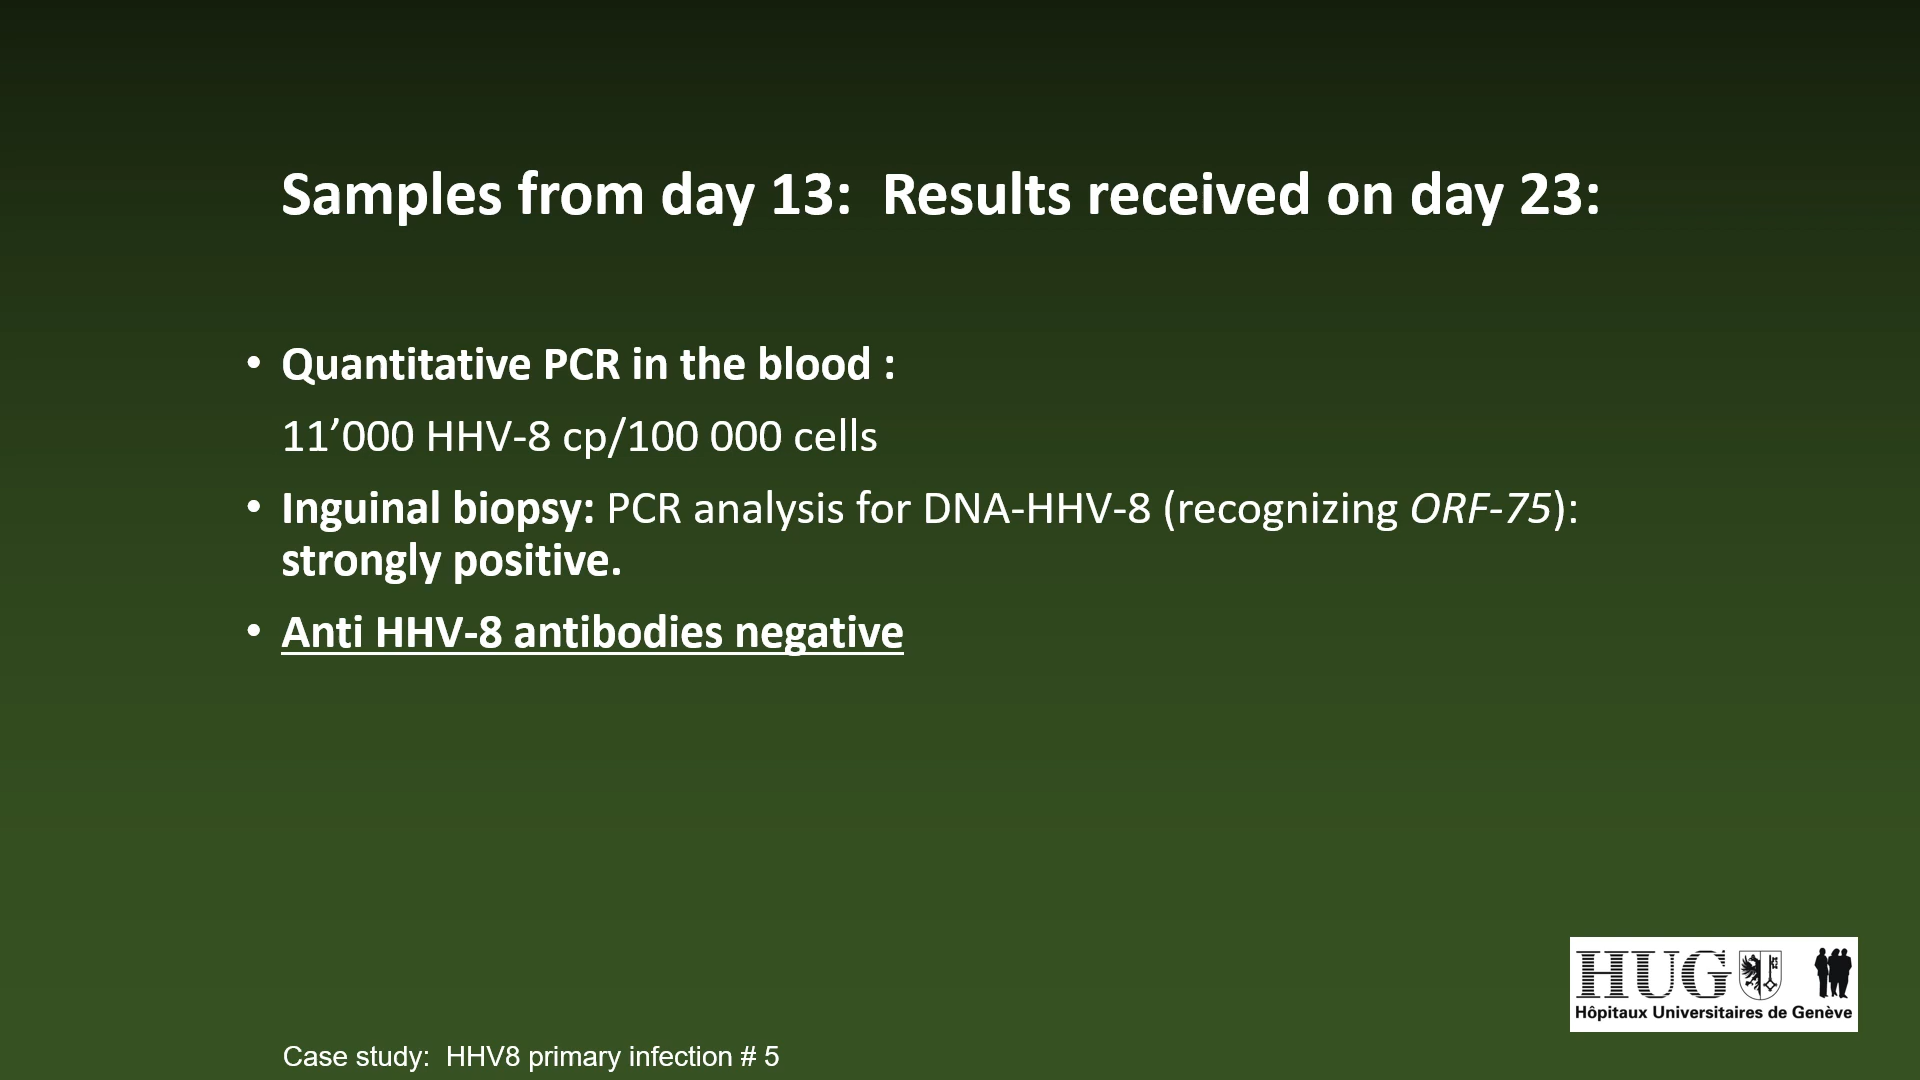 Samples from day 13:  Results received on day 23:
• Quantitative PCR in the blood :
11’000 HHV-8 cp/100 000 cells
• Inguinal biopsy: PCR analysis for DNA-HHV-8 (recognizing ORF-75):
strongly positive.
• Anti HHV-8 antibodies negative
HUG
Hôpitaux Universitaires de Genève
Case study:  HHV8 primary infection # 5